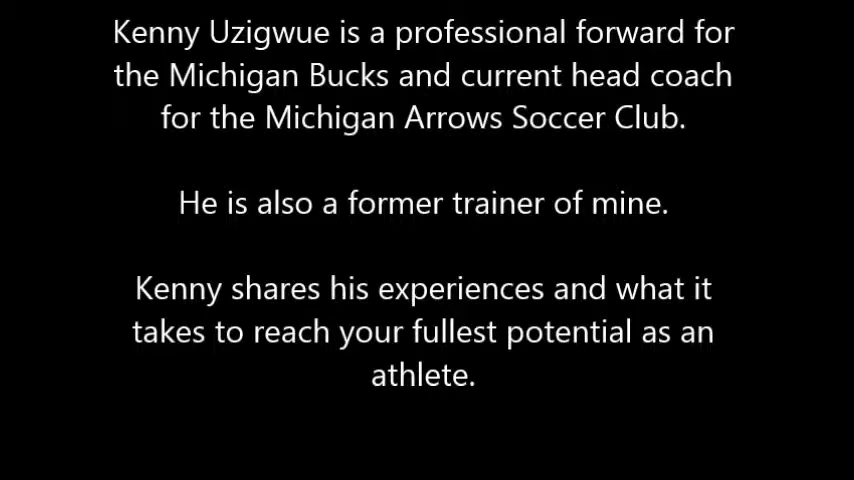 Kenny Uzigwue is a professional forward for
the Michigan Bucks and current head coach
for the Michigan Arrows Soccer Club.
He is also a former trainer of mine.
Kenny shares his experiences and what it
takes to reach your fullest potential as an
athlete.